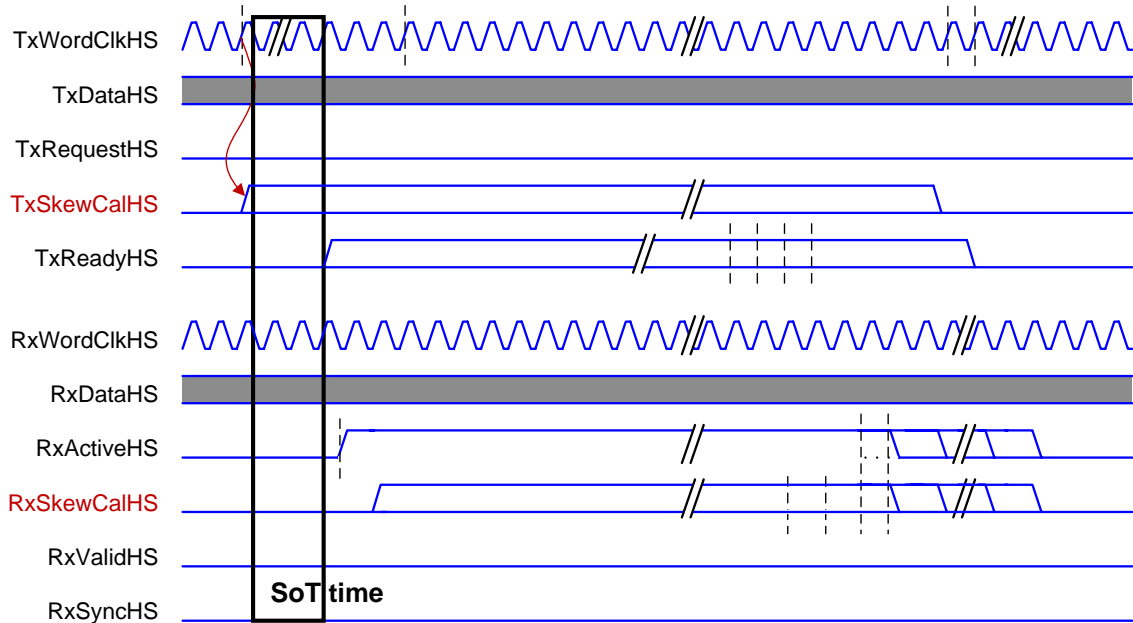 TxWordClkHS
TxDataHS
TxRequestHS
TxSkewCalHS
TxReadyHS
RxWordClkHS
RxDataHS
RxActiveHS
RxSkewCalHS
RxValidHS
SoT time
RxSyncHS